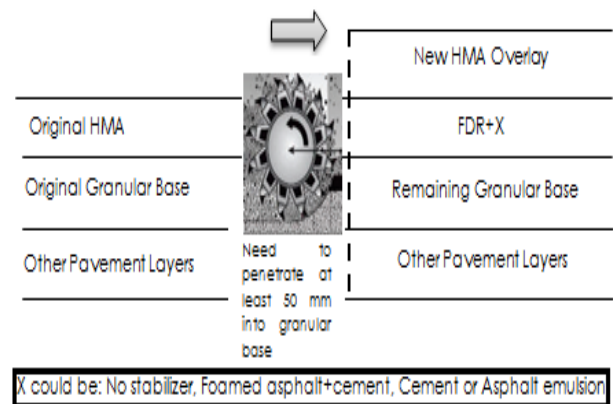 New HMA Overlay
Original HMA
FDR+X
Original Granular Base
Remaining Granular Base
Other Pavement Layers
Other Pavement Layers
Need to
penetrate at
least 50 mm
into granular
base
X could be: No stabilizer, Foamed asphalt+cement, Cement or Asphalt emulsion